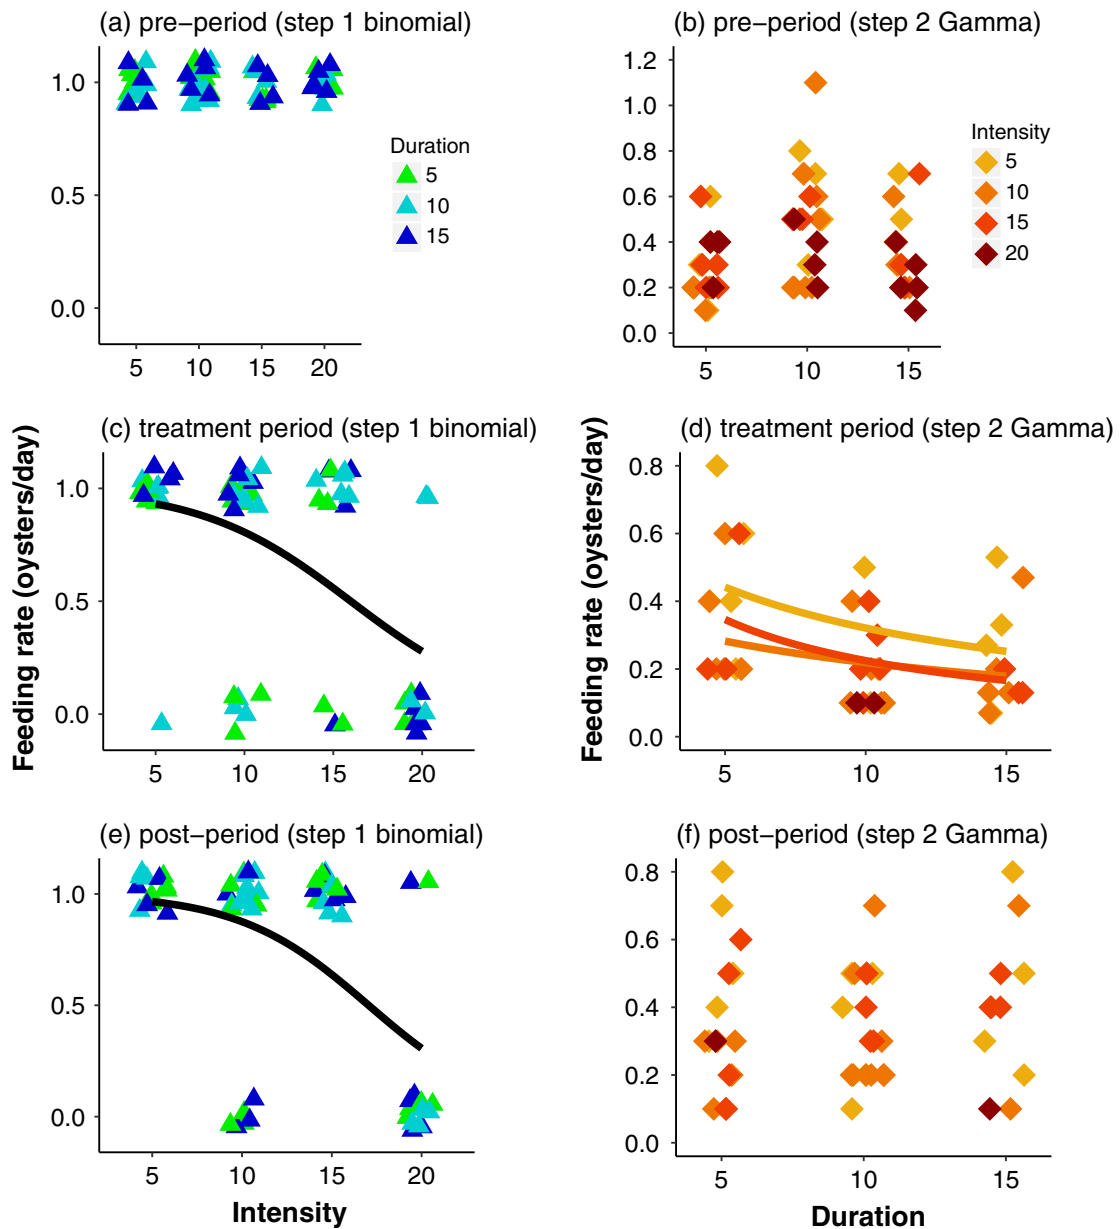 (a) pre−period (step 1 binomial)
1.0
0.5
0.0
5 10 15 20
Duration
5
10
15
(b) pre−period (step 2 Gamma)
1.2
1.0
0.8
0.6
0.4
0.2
0.0
5 10 15
Intensity
5
10
15
20
Feeding rate (oysters/day)
(c) treatment period (step 1 binomial)
1.0
0.5
0.0
5 10 15 20
Feeding rate (oysters/day)
(d) treatment period (step 2 Gamma)
0.8
0.6
0.4
0.2
0.0
5 10 15
(e) post−period (step 1 binomial)
1.0
0.5
0.0
5 10 15 20
Intensity
(f) post−period (step 2 Gamma)
0.8
0.6
0.4
0.2
0.0
5 10 15
Duration